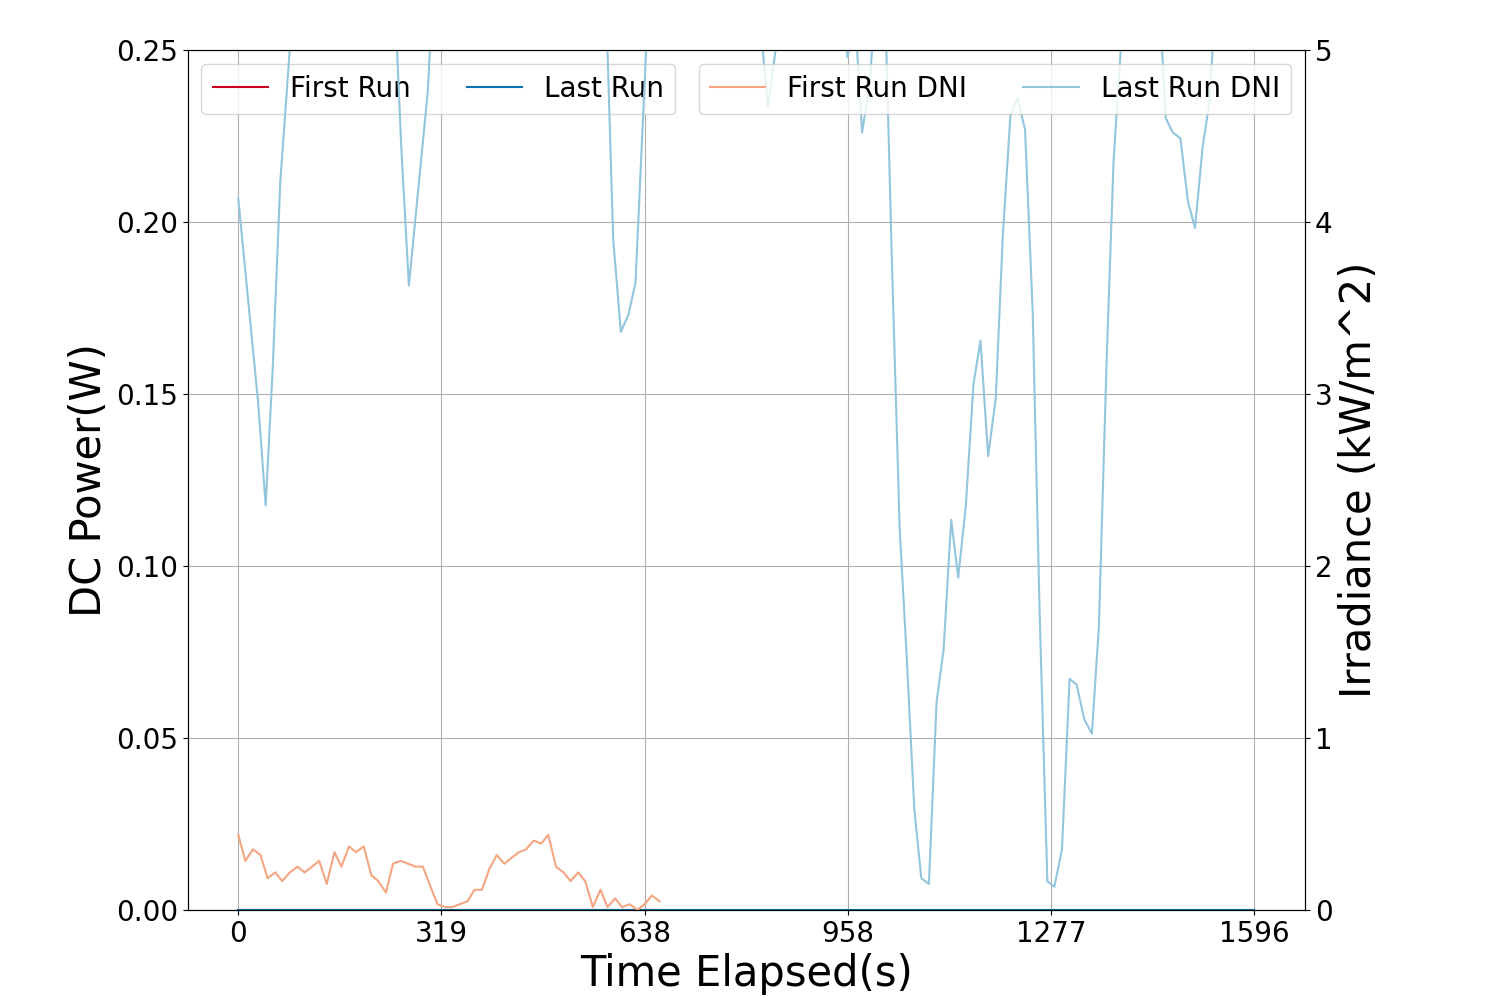 First Run
Last Run
First Run DNI
Last Run DNI
0.25
0.20
0.15
0.10
0.05
0.00
DC Power(W)
5
4
3
2
1
0
Irradiance (kW/m^2)
0
319
638
958
1277
1596
Time Elapsed(s)